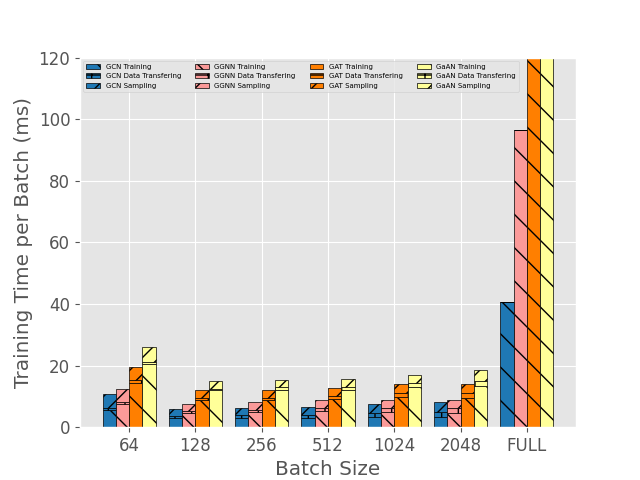 120
100
80
60
40
20
0
Training Time per Batch (ms)
GCN Training
GCN Data Transfering
GCN Sampling
GGNN Training
GGNN Data Transfering
GGNN Sampling
GAT Training
GAT Data Transfering
GAT Sampling
GaAN Training
GaAN Data Transfering
GaAN Sampling
64 128 256 512 1024 2048 FULL
Batch Size